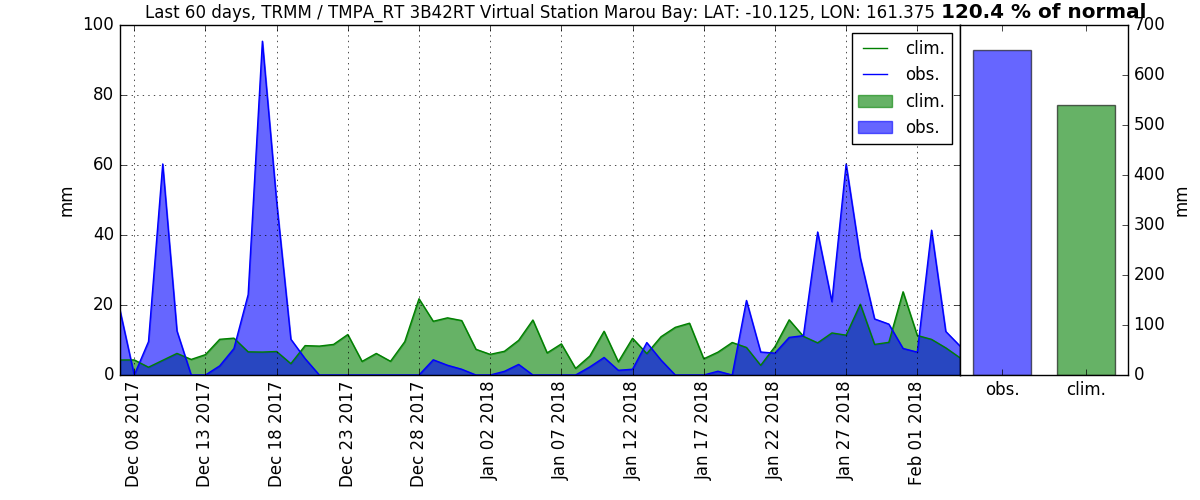 Last 60 days, TRMM / TMPA_RT 3B42RT Virtual Station Marou Bay: LAT: -10.125, LON: 161.375 120.4 % of normal
100
80
60
40
20
0
mm
clim.
obs.
clim.
obs.
700
600
500
400
300
200
100
0
mm
Dec 08 2017
Dec 13 2017
Dec 18 2017
Dec 23 2017
Dec 28 2017
Jan 02 2018
Jan 07 2018
Jan 12 2018
Jan 17 2018
Jan 22 2018
Jan 27 2018
Feb 01 2018
obs.
clim.